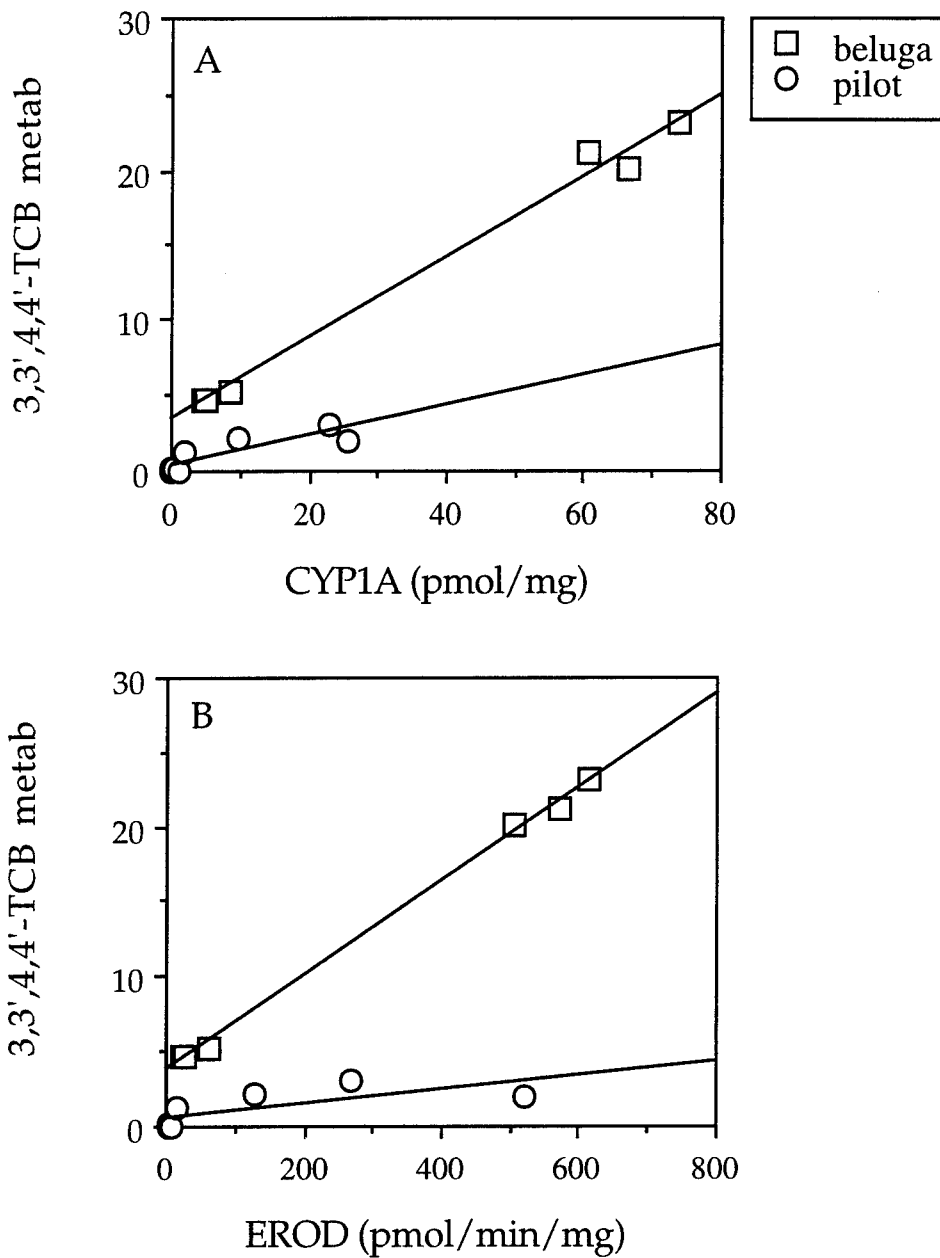 30
A
20
10
0
3,3',4,4'-TCB metab
0 20 40 60 80
CYP1A (pmol/mg)
beluga
pilot
30
B
20
10
0
3,3',4,4'-TCB metab
0 200 400 600 800
EROD (pmol/min/mg)